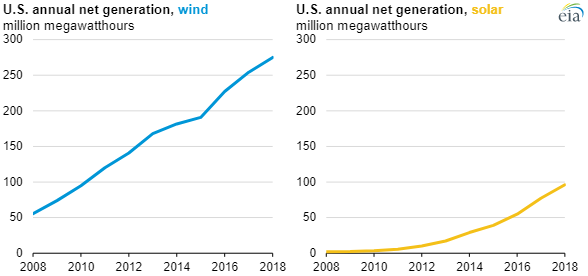 U.S. annual net generation, wind
million megawatthours
300
250
200
150
100
50
0
2008 2010 2012 2014 2016 2018
U.S. annual net generation, solar
million megawatthours
eia
300
250
200
150
100
50
0
2008 2010 2012 2014 2016 2018